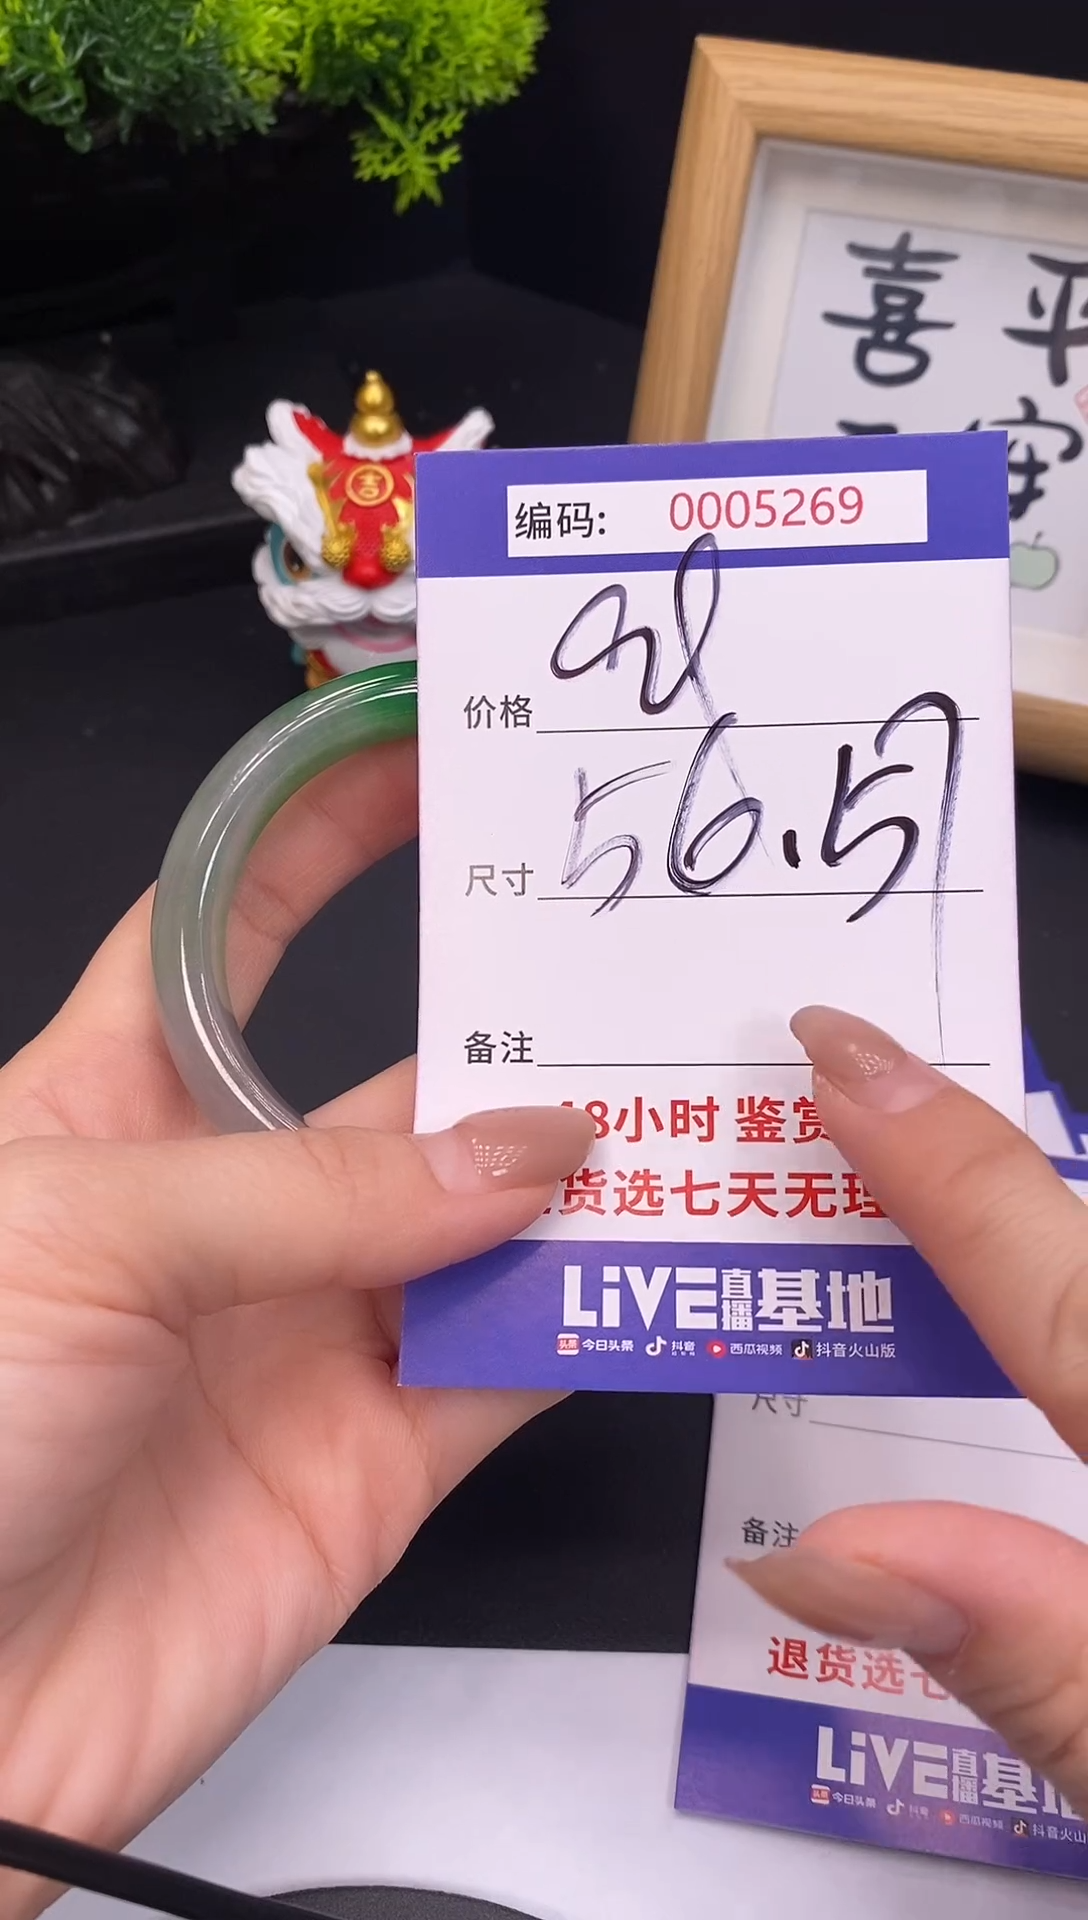 喜 平
安
吉
编码: 0005269
价格
尺寸 56.57
备注
48小时 鉴赏
货选七天无理
LiVE直播基地
今日头条 抖音 西瓜视频 抖音火山版
尺寸
备注
退货选七
LiVE直播基地
头条 今日头条 抖音 西瓜视频 抖音火山